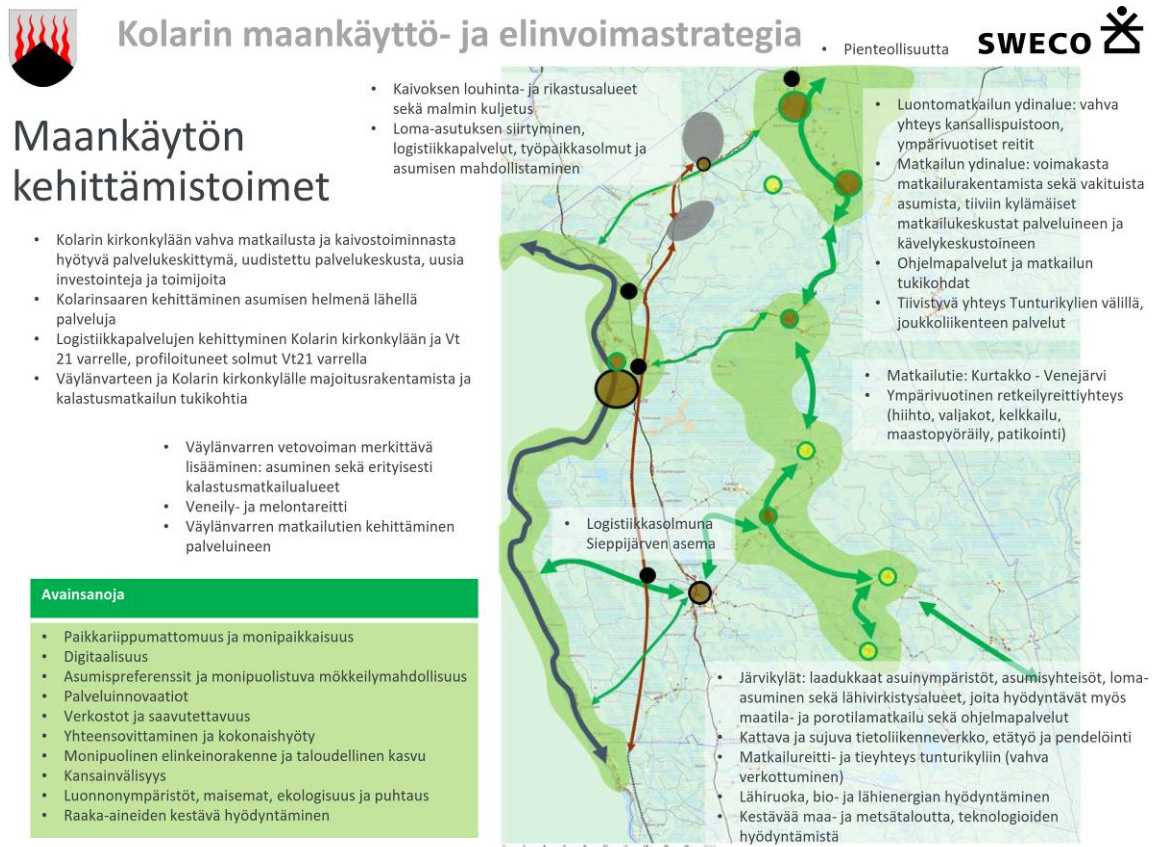 Kolarin maankäyttö- ja elinvoimastrategia
SWECO
Maankäytön
kehittämistoimet
• Kolarin kirkonkylään vahva matkailusta ja kaivostoiminnasta
hyötyvä palvelukeskittymä, uudistettu palvelukeskusta, uusia
investointeja ja toimijoita
• Kolarinsaaren kehittäminen asumisen helmenä lähellä
palveluja
• Logistiikkapalvelujen kehittyminen Kolarin kirkonkylään ja Vt
21 varrelle, profiloituneet solmut Vt21 varrella
• Väylänvarteen ja Kolarin kirkonkylälle majoitusrakentamista ja
kalastusmatkailun tukikohtia
• Väylänvarren vetovoiman merkittävä
lisääminen: asuminen sekä erityisesti
kalastusmatkailualueet
• Veneily- ja melontareitti
• Väylänvarren matkailutien kehittäminen
palveluineen
Avainsanoja
• Paikkariippumattomuus ja monipaikkaisuus
• Digitaalisuus
• Asumispreferenssit ja monipuolistuva mökkeilymahdollisuus
• Palveluinnovaatiot
• Verkostot ja saavutettavuus
• Yhteensovittaminen ja kokonaishyöty
• Monipuolinen elinkeinorakenne ja taloudellinen kasvu
• Kansainvälisyys
• Luonnonympäristöt, maisemat, ekologisuus ja puhtaus
• Raaka-aineiden kestävä hyödyntäminen
• Kaivoksen louhinta- ja rikastusalueet
sekä malmin kuljetus
• Loma-asutuksen siirtyminen,
logistiikkapalvelut, työpaikkasolmut ja
asumisen mahdollistaminen
• Pienteollisuutta
• Luontomatkailun ydinalue: vahva
yhteys kansallispuistoon,
ympärivuotiset reitit
• Matkailun ydinalue: voimakasta
matkailurakentamista sekä vakituista
asumista, tiiviin kylämäiset
matkailukeskustat palveluineen ja
kävelykeskustoineen
• Ohjelmapalvelut ja matkailun
tukikohdat
• Tiivistyvä yhteys Tunturikylien välillä,
joukkoliikenteen palvelut
• Matkailutie: Kurtakko - Venejärvi
• Ympärivuotinen retkeilyreittiyhteys
(hiihto, valjakot, kelkkailu,
maastopyöräily, patikointi)
• Logistiikkasolmuna
Sieppijärven asema
• Järvikylät: laadukkaat asuinympäristöt, asumisyhteisöt, loma-
asuminen sekä lähivirkistysalueet, joita hyödyntävät myös
maatila- ja porotilamatkailu sekä ohjelmapalvelut
• Kattava ja sujuva tietoliikenneverkko, etätyö ja pendelöinti
• Matkailureitti- ja tieyhteys tunturikyliin (vahva
verkottuminen)
• Lähiruoka, bio- ja lähienergian hyödyntäminen
• Kestävää maa- ja metsätaloutta, teknologioiden
hyödyntämistä